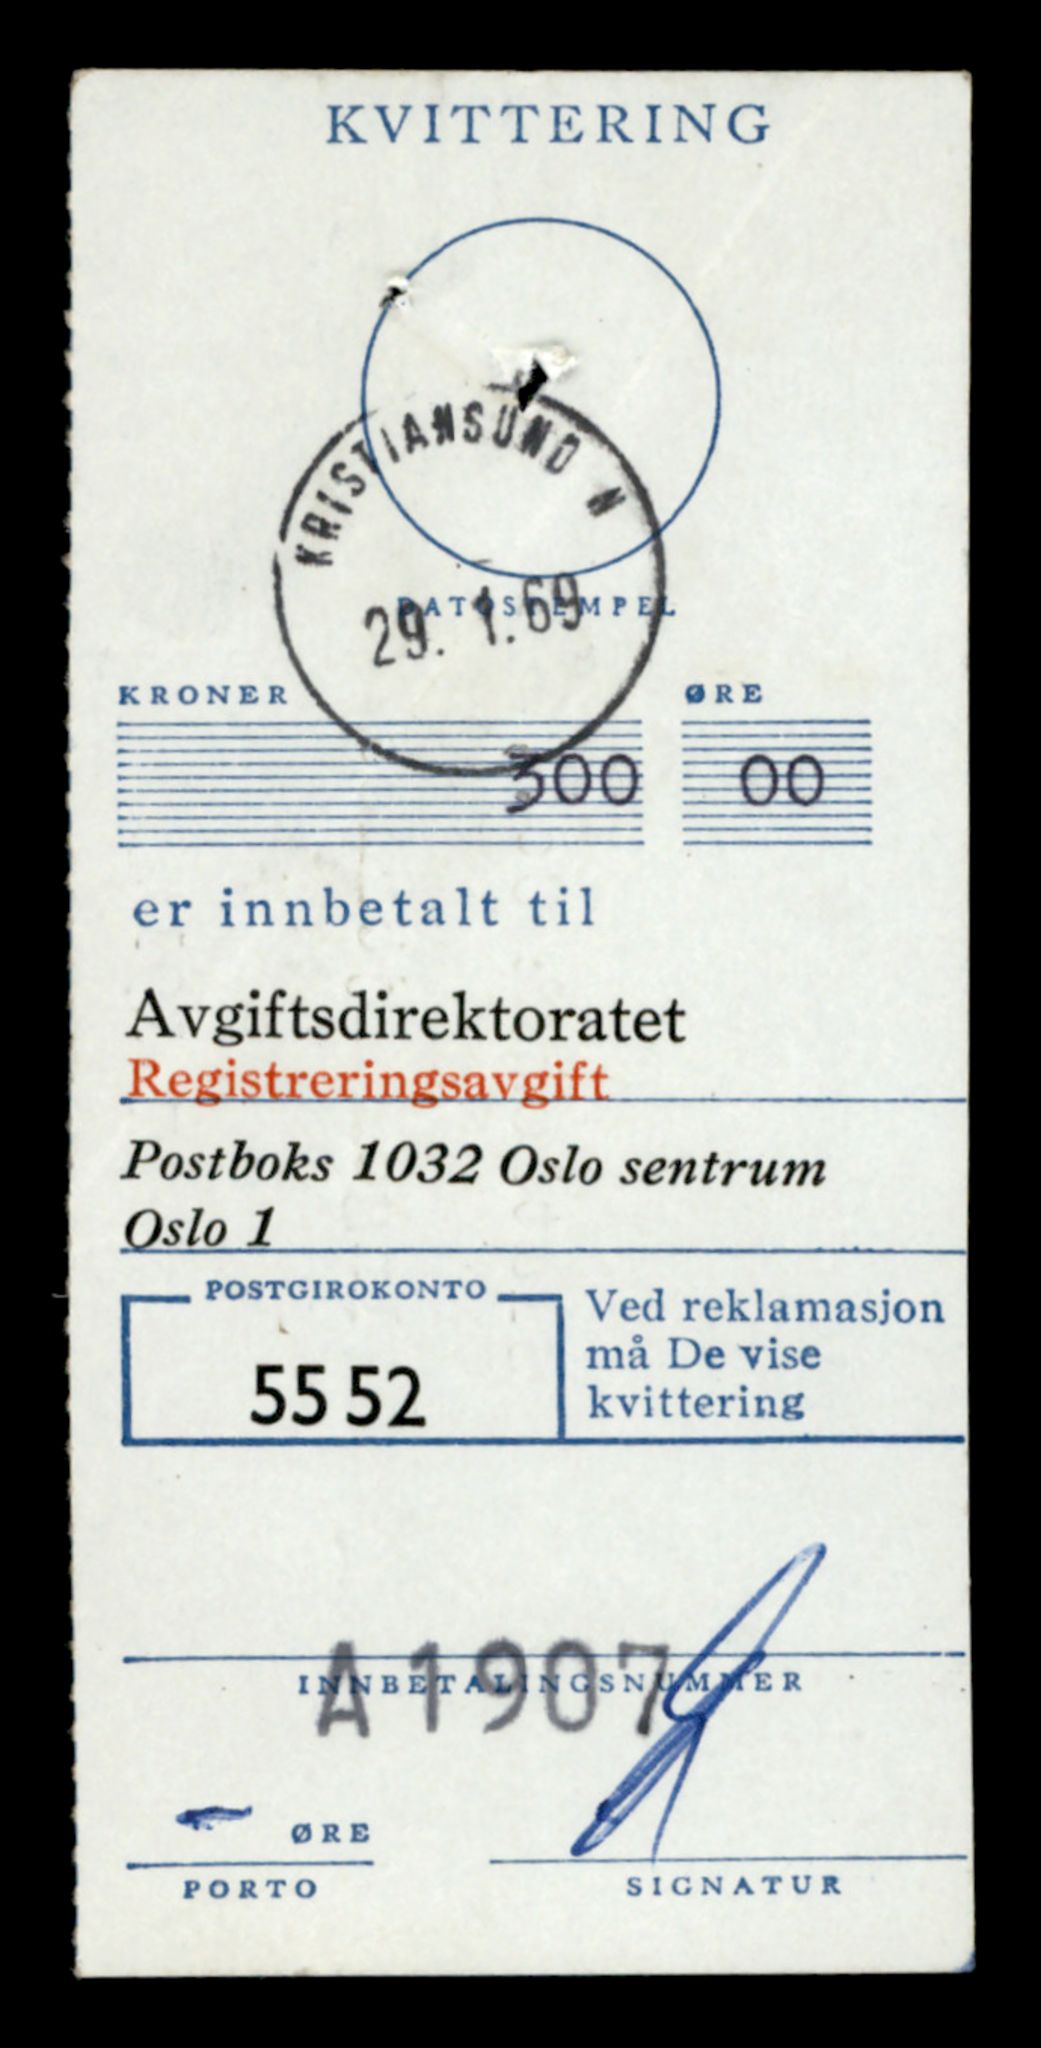 KVITTERING
KRISTIANSUND N
29. 1. 69
DATOSTEMPEL
KRONER ØRE
300 00
er innbetalt til
Avgiftsdirektoratet
Registreringsavgift
Postboks 1032 Oslo sentrum
Oslo 1
POSTGIROKONTO
55 52
Ved reklamasjon
må De vise
kvittering
A1907
INNBETALINGSNUMMER
ØRE
PORTO
SIGNATUR